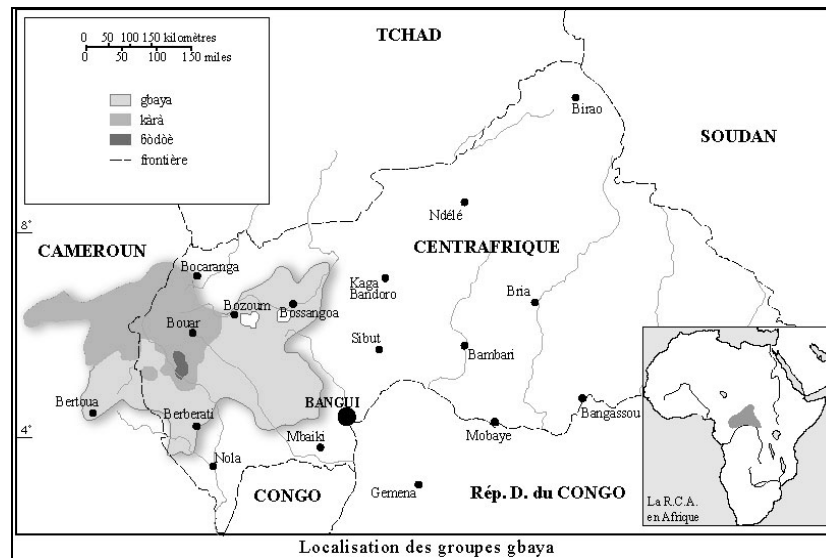 0 50 100 150 kilomètres
0 50 100 150 miles
gbaya
kàrà
ɓòɗòè
frontière
TCHAD
Birao
SOUDAN
Ndélé
8°
CAMEROUN
CENTRAFRIQUE
Bocaranga
Kaga
Bandoro
Bria
Bozoum
Bossangoa
Bouar
Sibut
Bambari
Bertoua
BANGUI
Berberati
Bangassou
Mobaye
4°
Mbaiki
Nola
CONGO
Gemena
Rép. D. du CONGO
La R.C.A.
en Afrique
Localisation des groupes gbaya